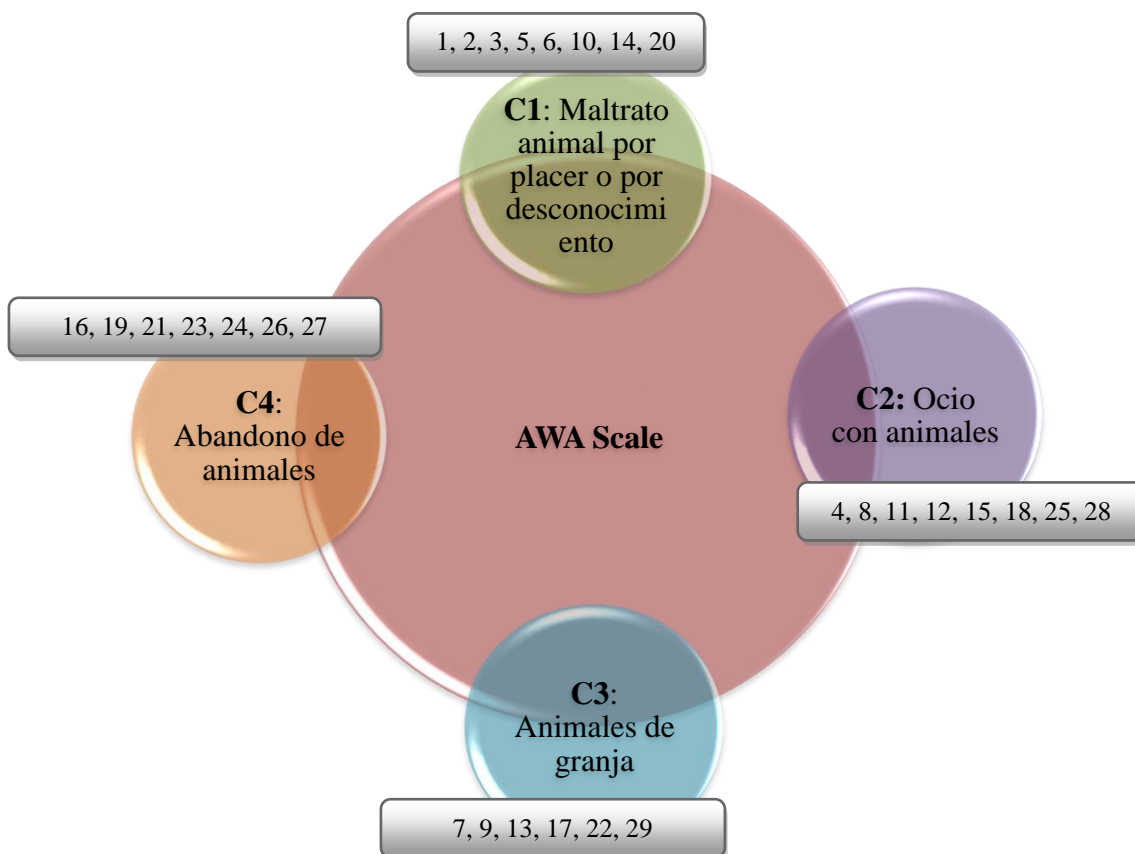 1, 2, 3, 5, 6, 10, 14, 20
C1: Maltrato
animal por
placer o por
desconocimi
ento
16, 19, 21, 23, 24, 26, 27
C4:
Abandono de
animales
AWA Scale
C2: Ocio
con animales
4, 8, 11, 12, 15, 18, 25, 28
C3:
Animales de
granja
7, 9, 13, 17, 22, 29